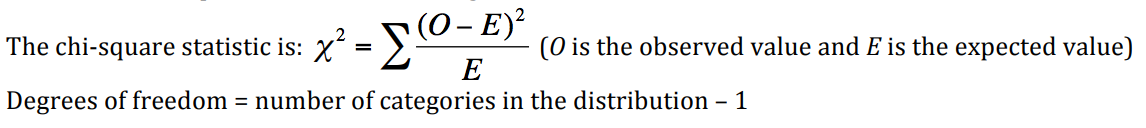 The chi-square statistic is: χ² = ∑(O – E)²/E (O is the observed value and E is the expected value)
Degrees of freedom = number of categories in the distribution – 1